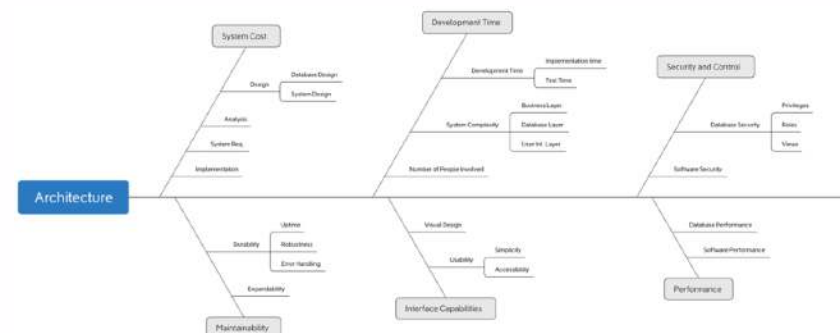 System Cost
Design
Database Design
System Design
Analysis
System Req.
Implementation
Development Time
Development Time
Implementation time
Test Time
System Complexity
Business Layer
Database Layer
User Int. Layer
Number of People Involved
Security and Control
Database Security
Privileges
Roles
Views
Software Security
Architecture
Durability
Uptime
Robustness
Error Handling
Expandability
Maintainability
Visual Design
Usability
Simplicity
Accessability
Interface Capabilities
Database Performance
Software Performance
Performance